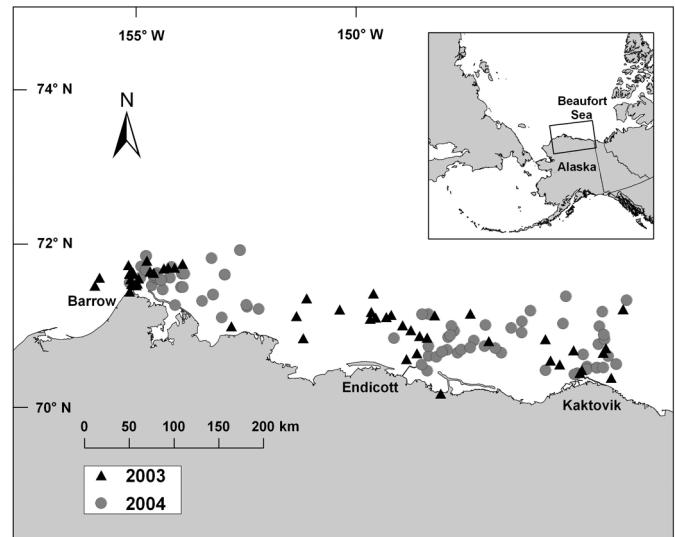 155° W
150° W
74° N
N
Beaufort
Sea
Alaska
72° N
Barrow
Endicott
Kaktovik
70° N
0 50 100 150 200 km
2003
2004